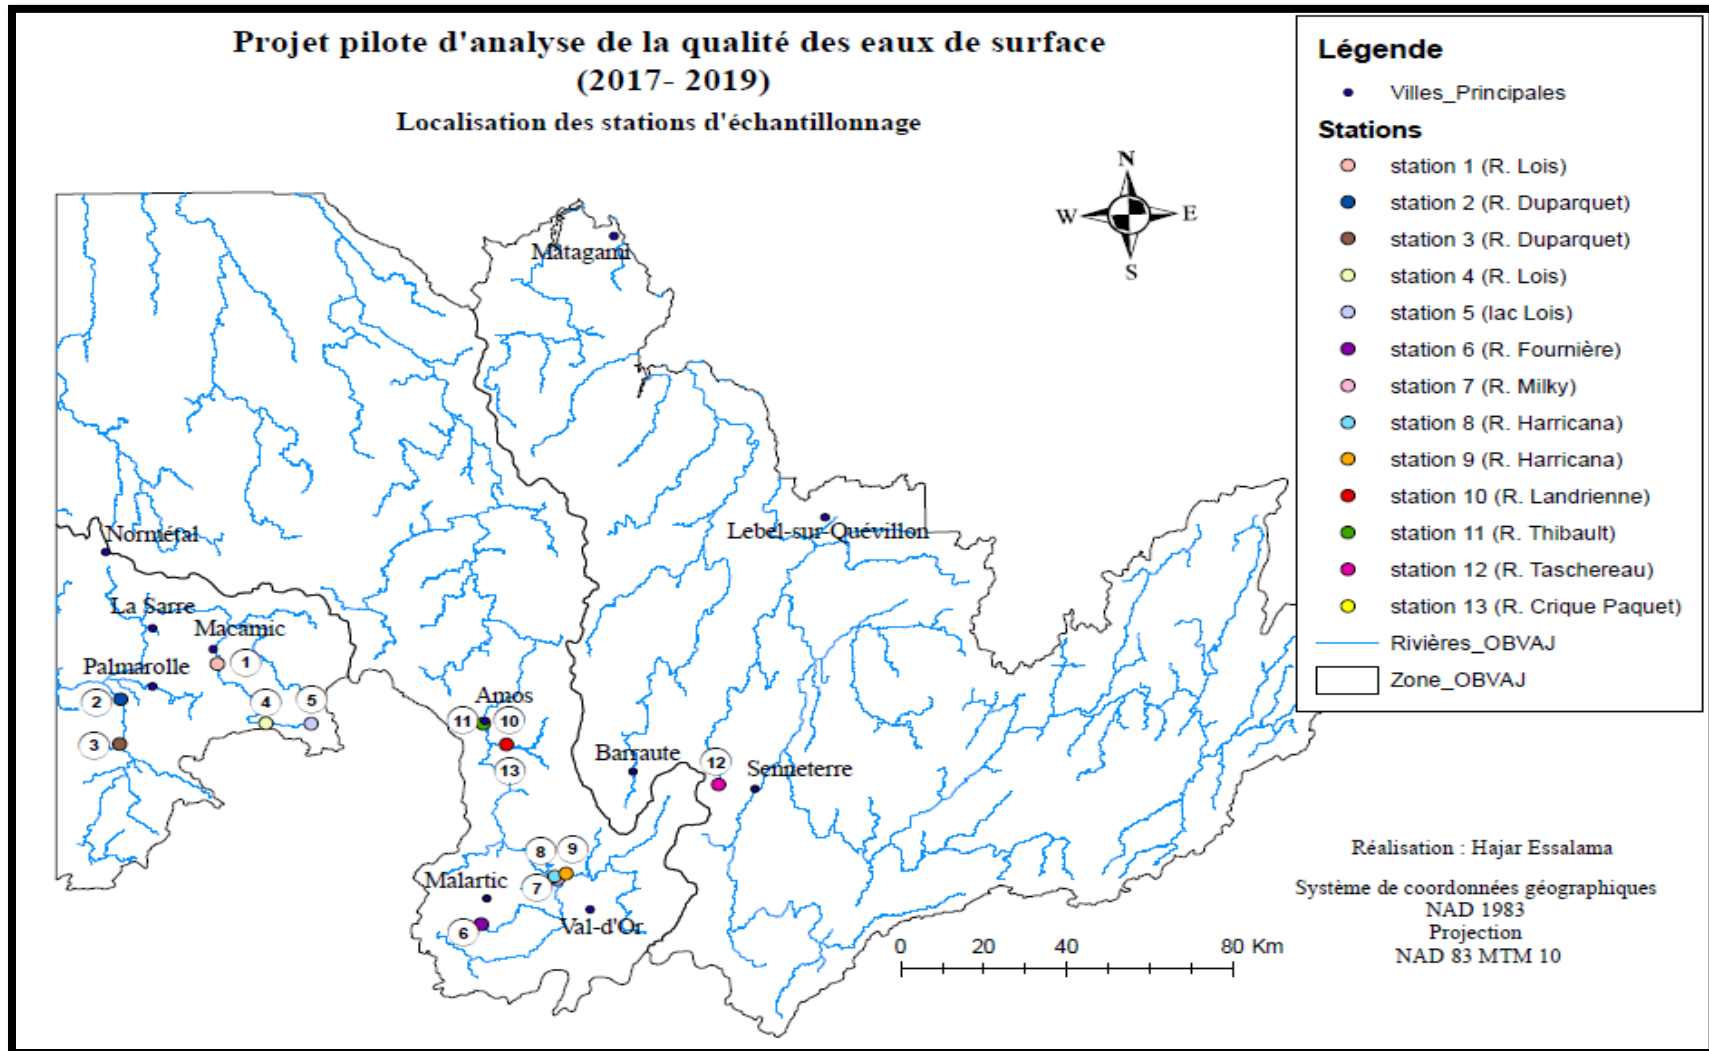 Projet pilote d'analyse de la qualité des eaux de surface
(2017- 2019)
Localisation des stations d'échantillonnage
N
W
E
S
Matagami
Normétal
Lebel-sur-Quévillon
La Sarre
Macamic
1
Palmarolle
2
4
5
3
Amos
11
10
13
Barraute
12
Senneterre
8
9
Malartic
7
6
Val-d'Or
0 20 40 80 Km
Légende
Villes_Principales
Stations
station 1 (R. Lois)
station 2 (R. Duparquet)
station 3 (R. Duparquet)
station 4 (R. Lois)
station 5 (lac Lois)
station 6 (R. Fournière)
station 7 (R. Milky)
station 8 (R. Harricana)
station 9 (R. Harricana)
station 10 (R. Landrienne)
station 11 (R. Thibault)
station 12 (R. Taschereau)
station 13 (R. Crique Paquet)
Rivières_OBVAJ
Zone_OBVAJ
Réalisation : Hajar Essalama
Système de coordonnées géographiques
NAD 1983
Projection
NAD 83 MTM 10